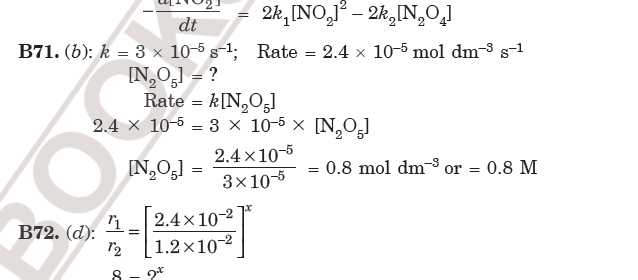 − d[NO₂] / dt = 2k₁[NO₂]² – 2k₂[N₂O₄]
B71. (b): k = 3 × 10⁻⁵ s⁻¹; Rate = 2.4 × 10⁻⁵ mol dm⁻³ s⁻¹
[N₂O₅] = ?
Rate = k[N₂O₅]
2.4 × 10⁻⁵ = 3 × 10⁻⁵ × [N₂O₅]
[N₂O₅] = 2.4×10⁻⁵ / 3×10⁻⁵ = 0.8 mol dm⁻³ or = 0.8 M
B72. (d): r₁ / r₂ = [2.4×10⁻² / 1.2×10⁻²]ˣ
8 = 2ˣ
BOOK